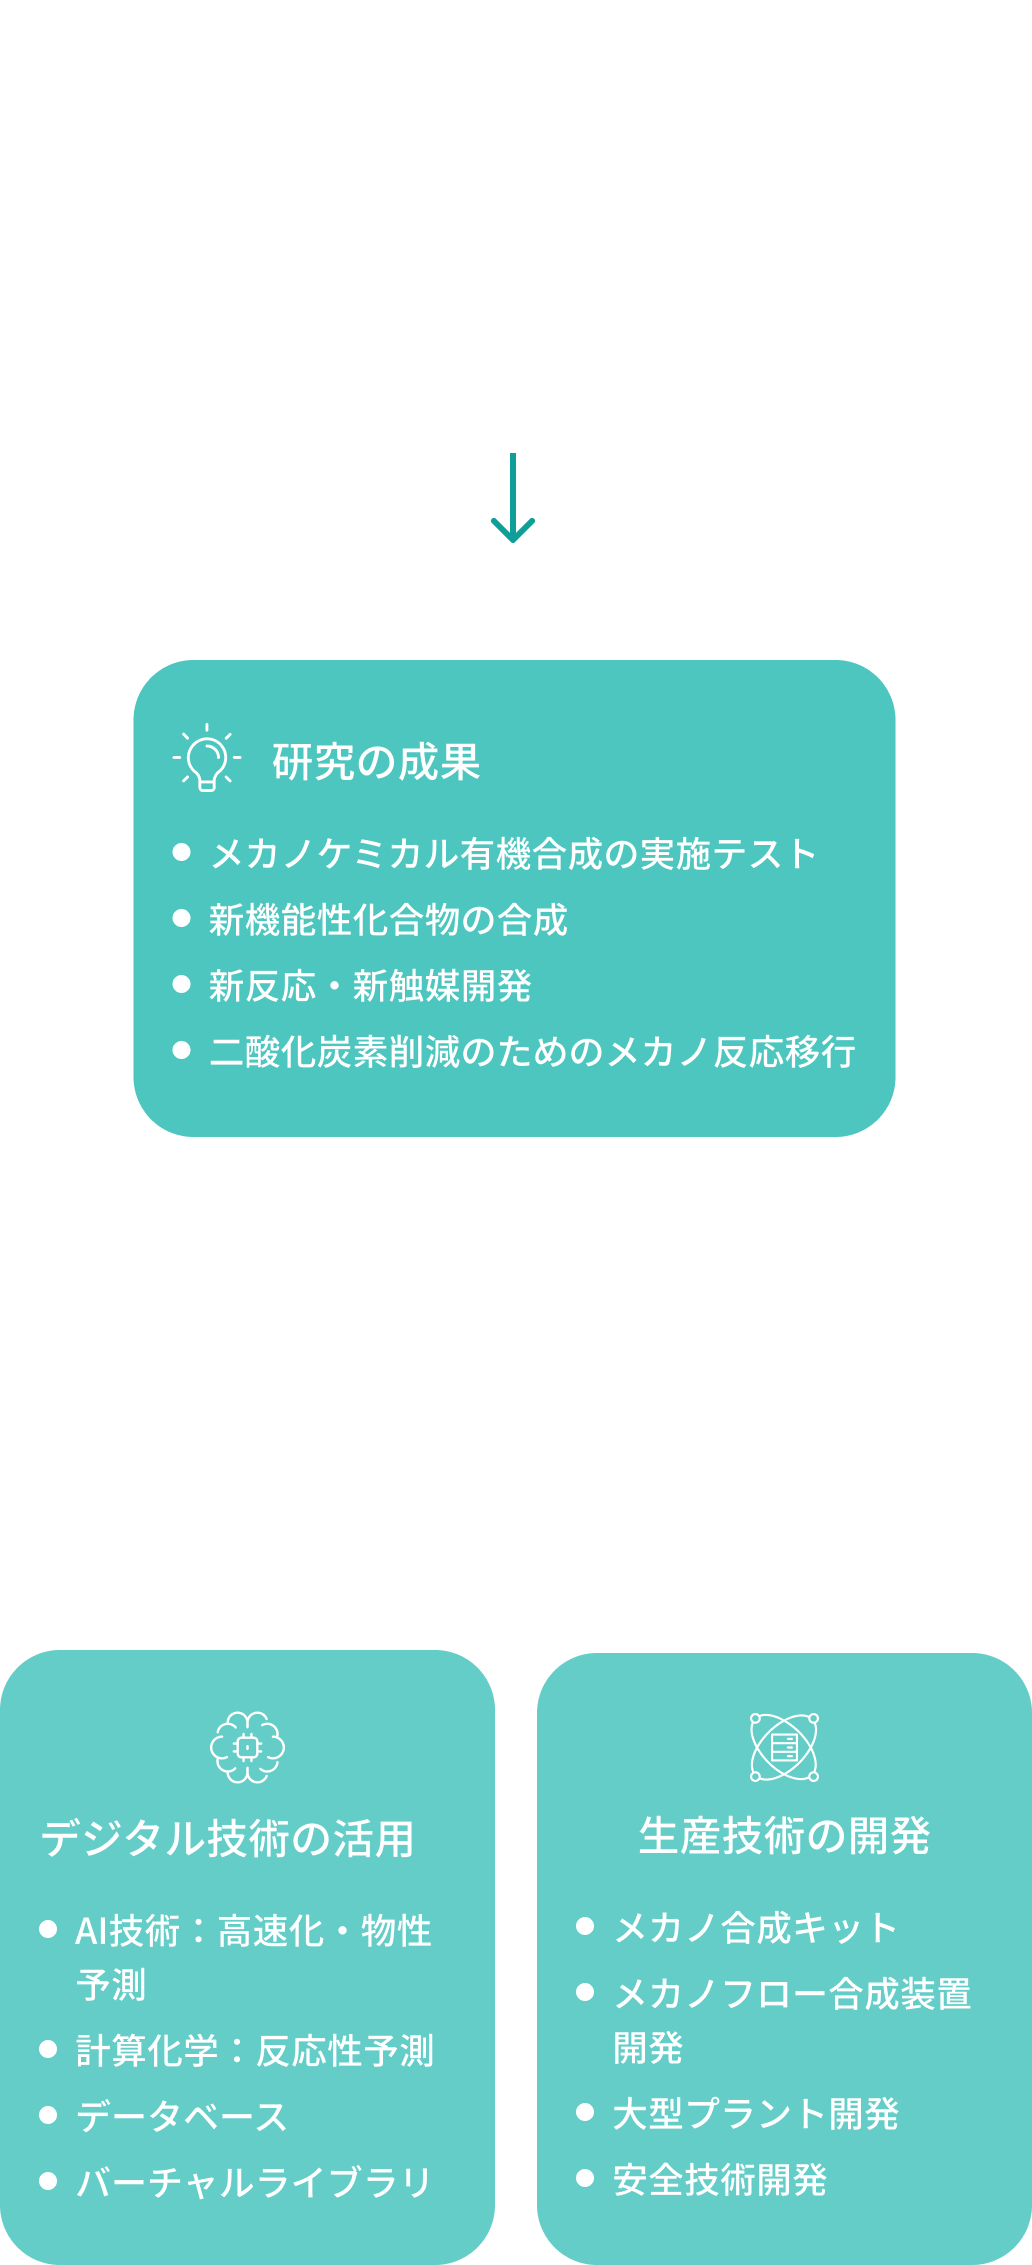 研究の成果
メカノケミカル有機合成の実施テスト
新機能性化合物の合成
新反応・新触媒開発
二酸化炭素削減のためのメカノ反応移行
デジタル技術の活用
AI技術：高速化・物性
予測
計算化学：反応性予測
データベース
バーチャルライブラリ
生産技術の開発
メカノ合成キット
メカノフロー合成装置
開発
大型プラント開発
安全技術開発